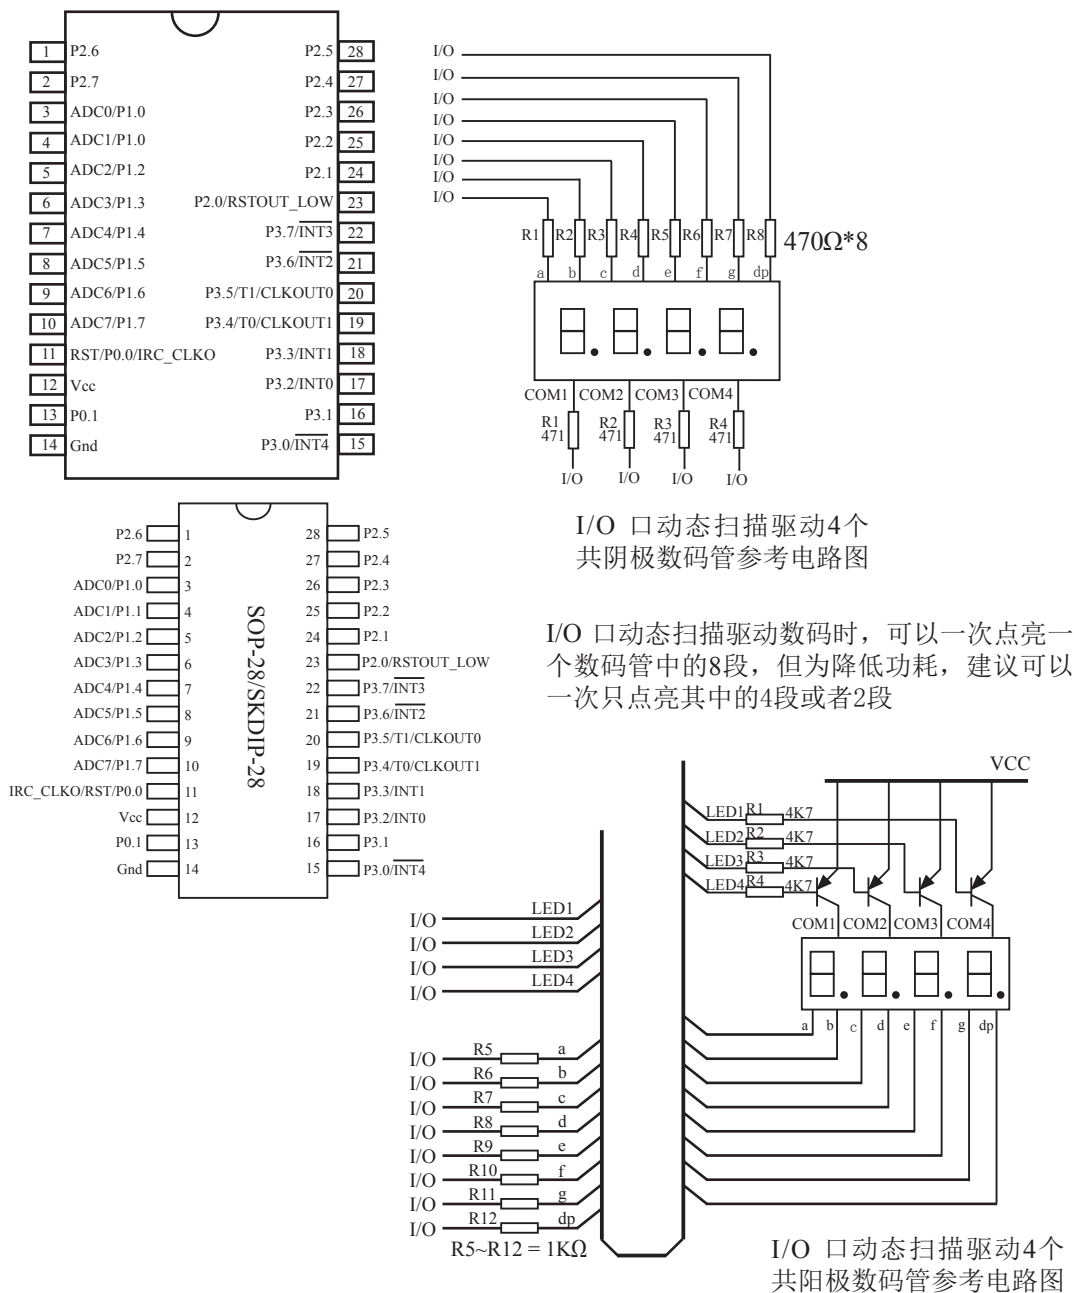 1 P2.6 P2.5 28
2 P2.7 P2.4 27
3 ADC0/P1.0 P2.3 26
4 ADC1/P1.0 P2.2 25
5 ADC2/P1.2 P2.1 24
6 ADC3/P1.3 P2.0/RSTOUT_LOW 23
7 ADC4/P1.4 P3.7/INT3 22
8 ADC5/P1.5 P3.6/INT2 21
9 ADC6/P1.6 P3.5/T1/CLKOUT0 20
10 ADC7/P1.7 P3.4/T0/CLKOUT1 19
11 RST/P0.0/IRC_CLKO P3.3/INT1 18
12 Vcc P3.2/INT0 17
13 P0.1 P3.1 16
14 Gnd P3.0/INT4 15
I/O
I/O
I/O
I/O
I/O
I/O
I/O
I/O
R1 R2 R3 R4 R5 R6 R7 R8 470Ω*8
a b c d e f g dp
COM1 COM2 COM3 COM4
R1 R2 R3 R4
471 471 471 471
I/O I/O I/O I/O
I/O 口动态扫描驱动4个
共阴极数码管参考电路图
P2.6 1 28 P2.5
P2.7 2 27 P2.4
ADC0/P1.0 3 26 P2.3
ADC1/P1.1 4 25 P2.2
ADC2/P1.2 5 24 P2.1
ADC3/P1.3 6 23 P2.0/RSTOUT_LOW
ADC4/P1.4 7 22 P3.7/INT3
ADC5/P1.5 8 21 P3.6/INT2
ADC6/P1.6 9 20 P3.5/T1/CLKOUT0
ADC7/P1.7 10 19 P3.4/T0/CLKOUT1
IRC_CLKO/RST/P0.0 11 18 P3.3/INT1
Vcc 12 17 P3.2/INT0
P0.1 13 16 P3.1
Gnd 14 15 P3.0/INT4
SOP-28/SKDIP-28
I/O 口动态扫描驱动数码时，可以一次点亮一
个数码管中的8段，但为降低功耗，建议可以
一次只点亮其中的4段或者2段
VCC
LED1 R1 4K7
LED2 R2 4K7
LED3 R3 4K7
LED4 R4 4K7
COM1 COM2 COM3 COM4
a b c d e f g dp
I/O LED1
I/O LED2
I/O LED3
I/O LED4
I/O R5 a
I/O R6 b
I/O R7 c
I/O R8 d
I/O R9 e
I/O R10 f
I/O R11 g
I/O R12 dp
R5~R12 = 1KΩ
I/O 口动态扫描驱动4个
共阳极数码管参考电路图